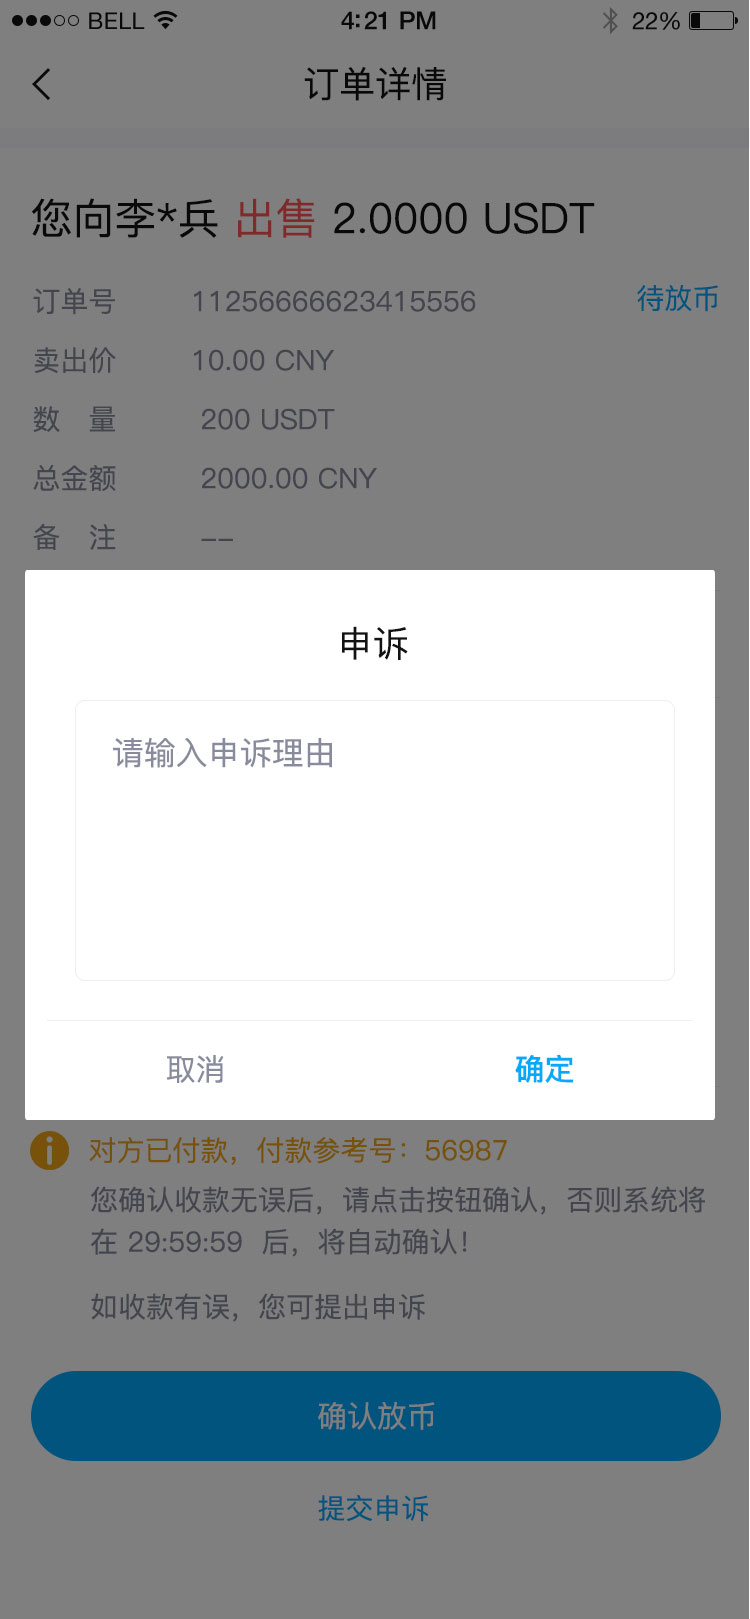 BELL 4:21 PM 22%
订单详情
您向李*兵 出售 2.0000 USDT
订单号 11256666623415556 待放币
卖出价 10.00 CNY
数 量 200 USDT
总金额 2000.00 CNY
备 注 --
申诉
请输入申诉理由
取消 确定
对方已付款，付款参考号：56987
您确认收款无误后，请点击按钮确认，否则系统将
在 29:59:59 后，将自动确认！
如收款有误，您可提出申诉
确认放币
提交申诉